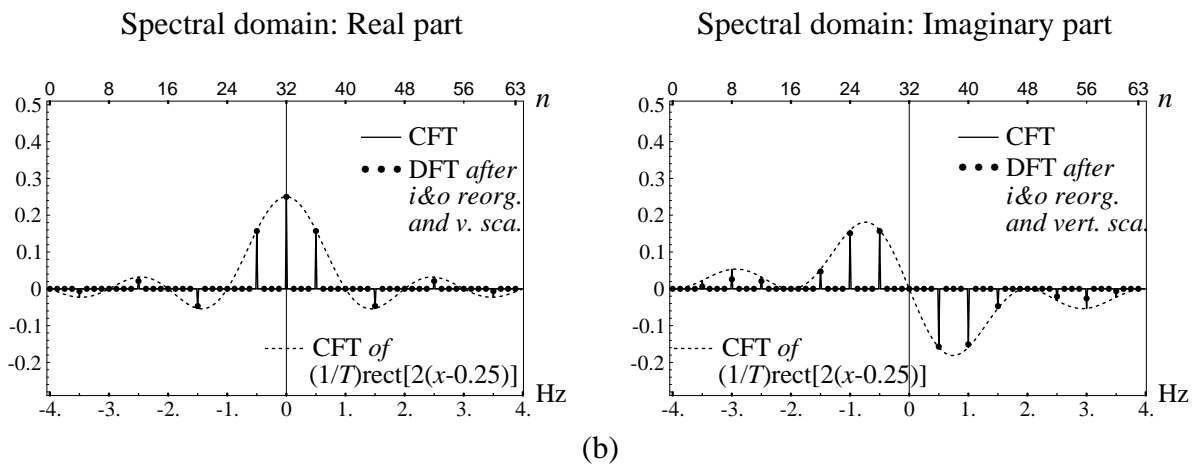 Spectral domain: Real part
0 8 16 24 32 40 48 56 63 n
0.5
0.4
0.3
0.2
0.1
0
-0.1
-0.2
CFT
DFT after
i&o reorg.
and v. sca.
CFT of
(1/T)rect[2(x-0.25)]
Hz
-4. -3. -2. -1. 0 1. 2. 3. 4.
Spectral domain: Imaginary part
0 8 16 24 32 40 48 56 63 n
0.5
0.4
0.3
0.2
0.1
0
-0.1
-0.2
CFT
DFT after
i&o reorg.
and vert. sca.
CFT of
(1/T)rect[2(x-0.25)]
Hz
-4. -3. -2. -1. 0 1. 2. 3. 4.
(b)